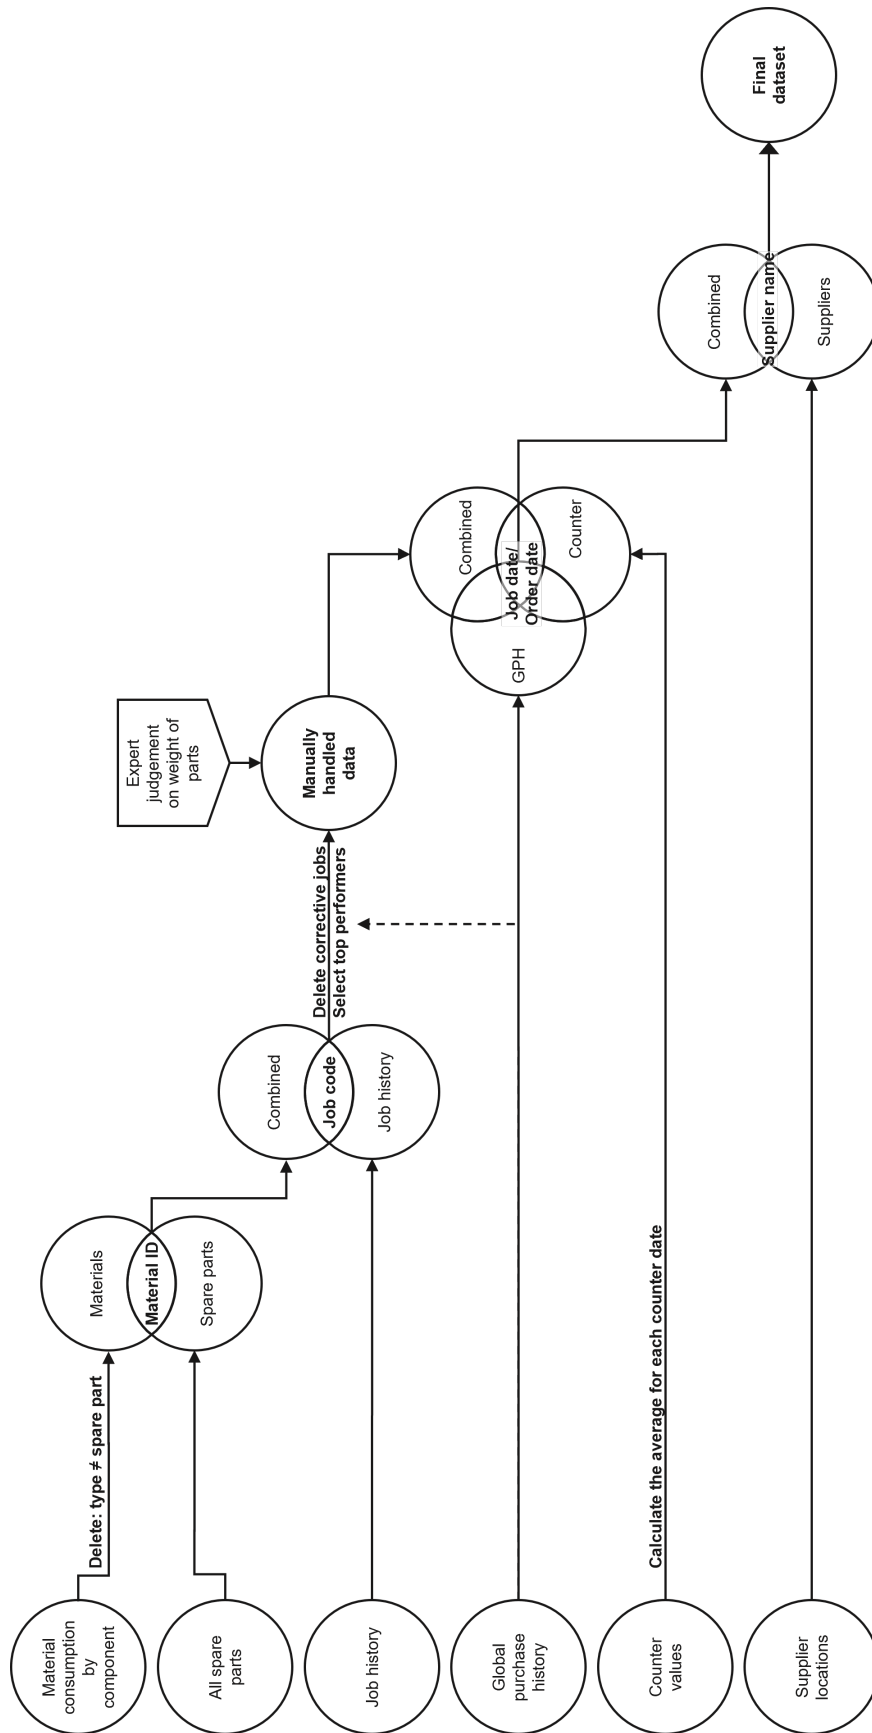 Material
consumption
by
component
All spare
parts
Job history
Global
purchase
history
Counter
values
Supplier
locations
Delete: type ≠ spare part
Materials
Material ID
Spare parts
Combined
Job code
Job history
Delete corrective jobs
Select top performers
Expert
judgement
on weight of
parts
Manually
handled
data
Calculate the average for each counter date
Combined
GPH
Job date/
Order date
Counter
Combined
Supplier name
Suppliers
Final
dataset